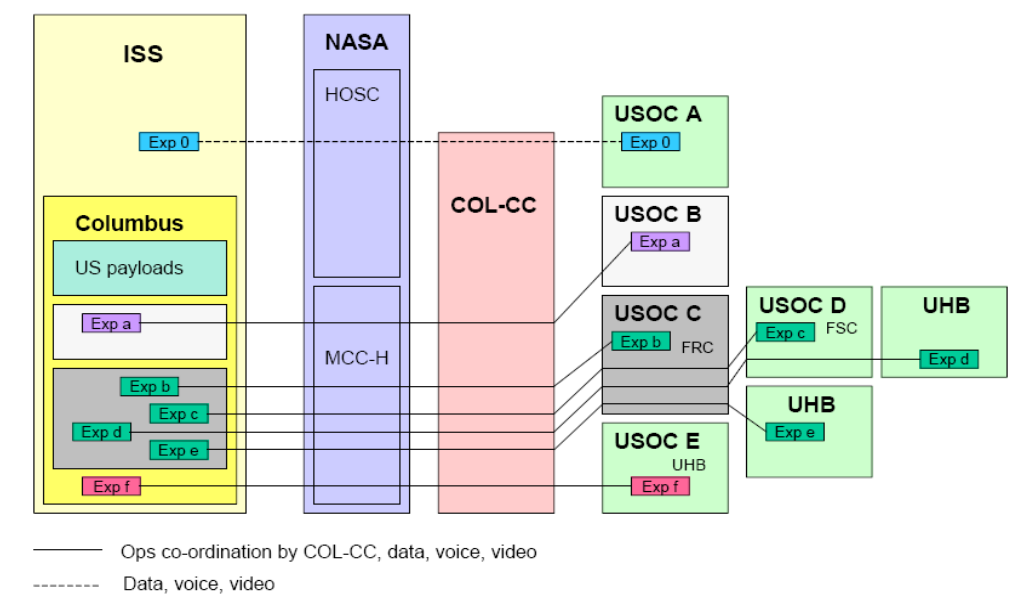 ISS
Exp 0
Columbus
US payloads
Exp a
Exp b
Exp c
Exp d
Exp e
Exp f
NASA
HOSC
MCC-H
COL-CC
USOC A
Exp 0
USOC B
Exp a
USOC C
Exp b FRC
USOC D
Exp c FSC
UHB
Exp d
UHB
Exp e
USOC E
UHB
Exp f
Ops co-ordination by COL-CC, data, voice, video
Data, voice, video